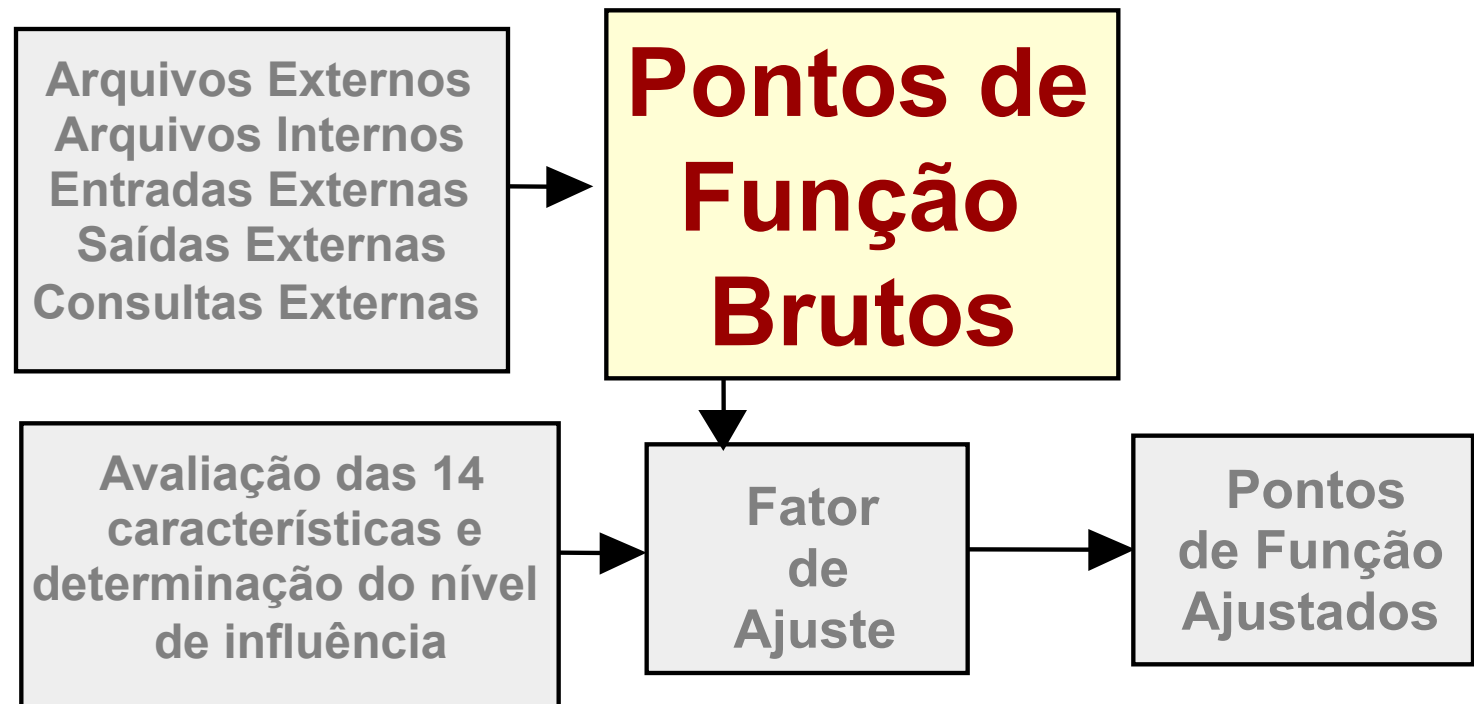 Arquivos Externos
Arquivos Internos
Entradas Externas
Saídas Externas
Consultas Externas
Pontos de
Função
Brutos
Avaliação das 14
características e
determinação do nível
de influência
Fator
de
Ajuste
Pontos
de Função
Ajustados